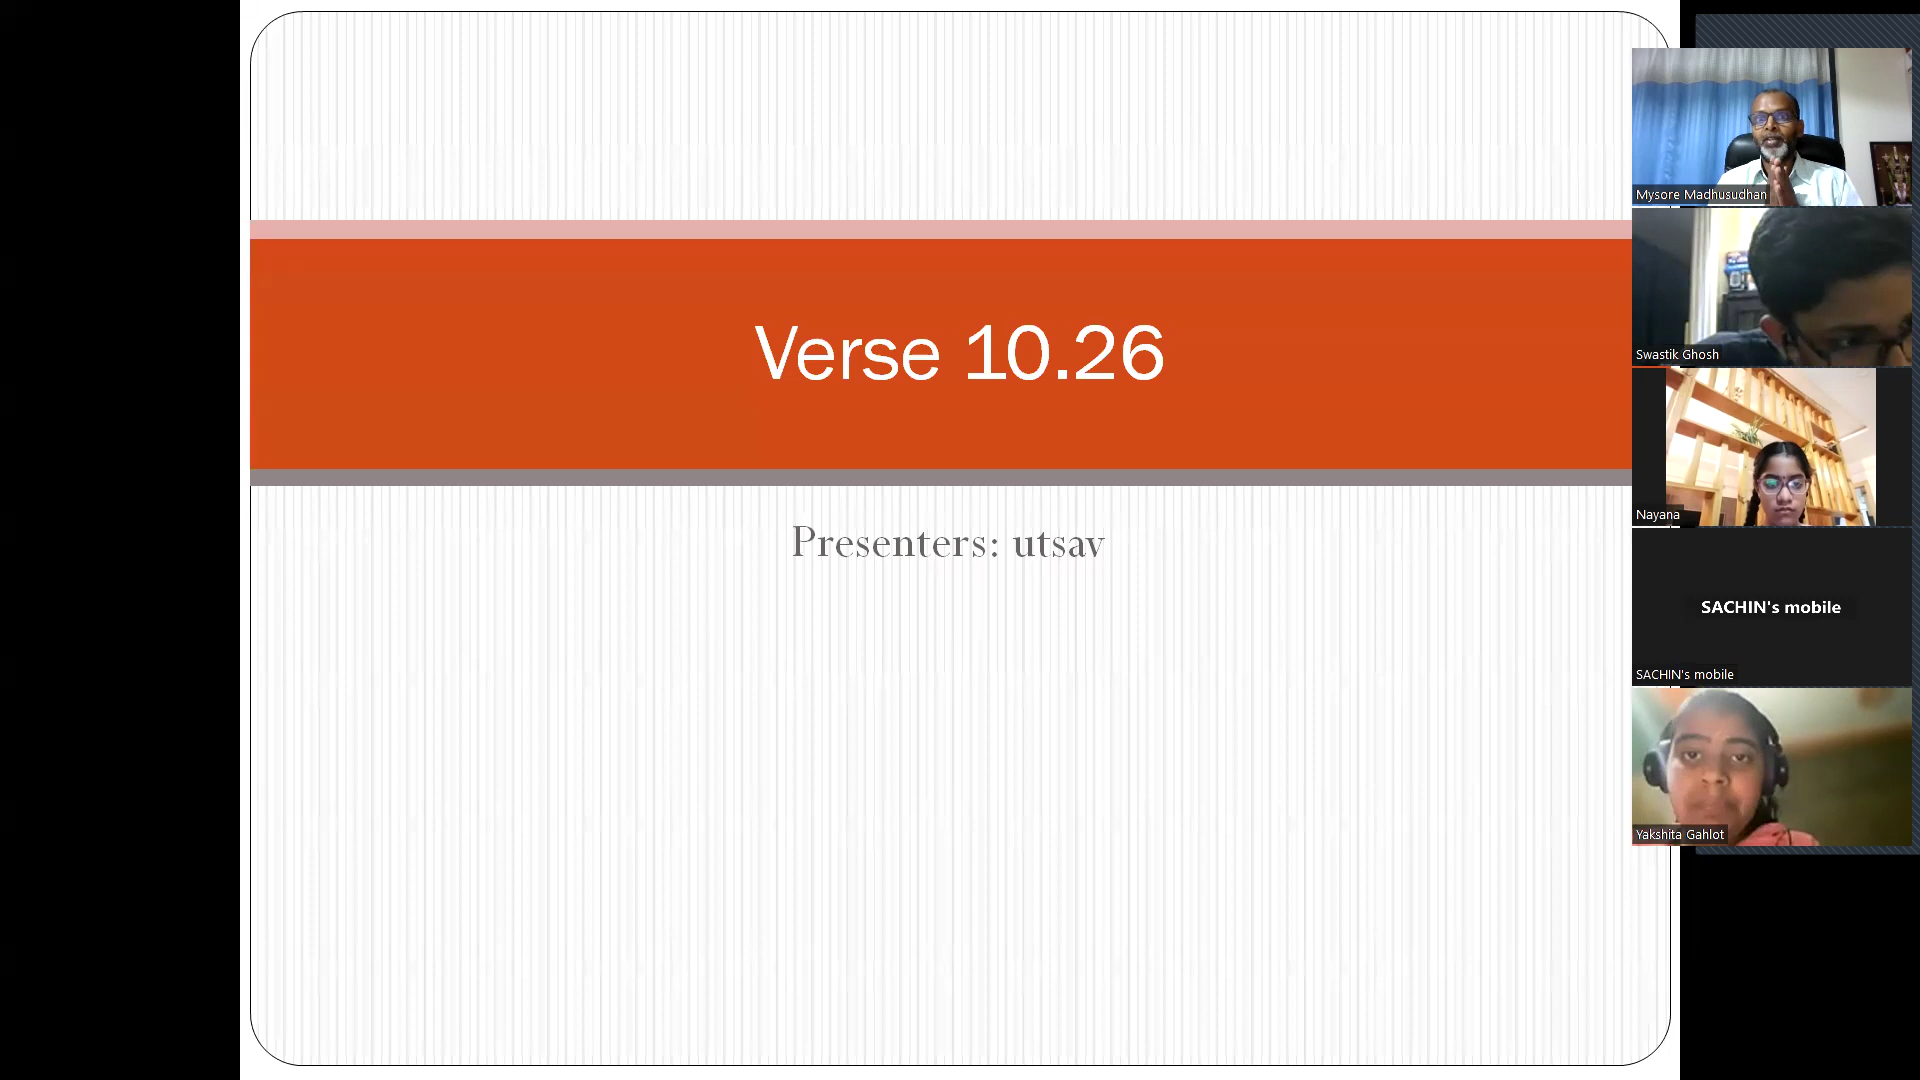 Verse 10.26
Presenters: utsav
Mysore Madhusudhan
Swastik Ghosh
Nayana
SACHIN's mobile
SACHIN's mobile
Yakshita Gahlot